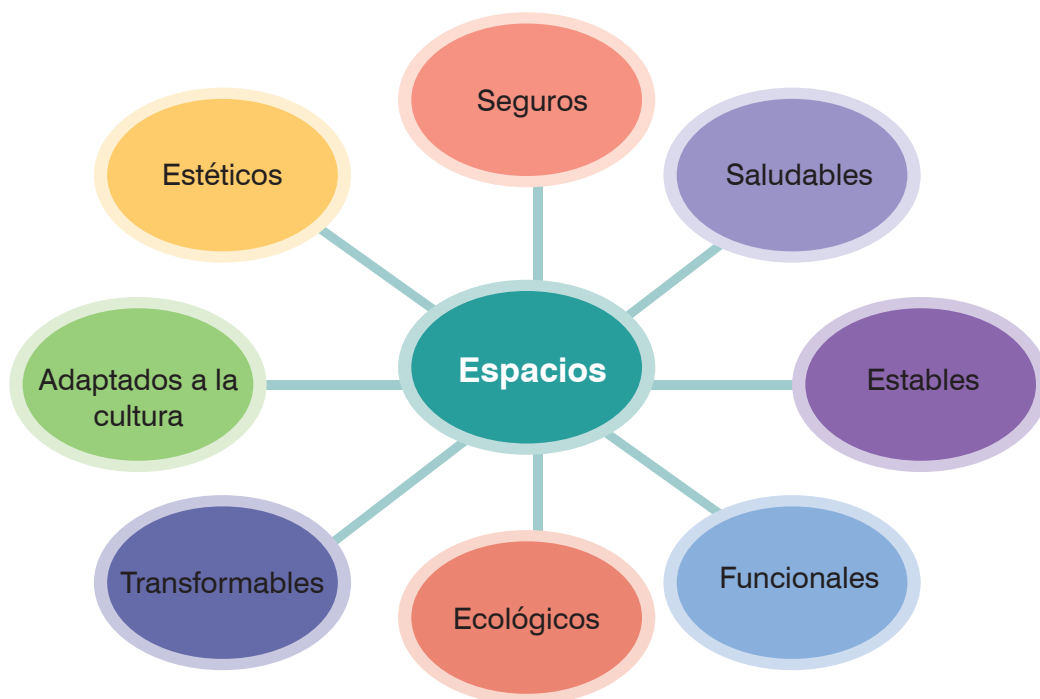 Seguros
Estéticos
Saludables
Espacios
Adaptados a la
cultura
Estables
Transformables
Funcionales
Ecológicos